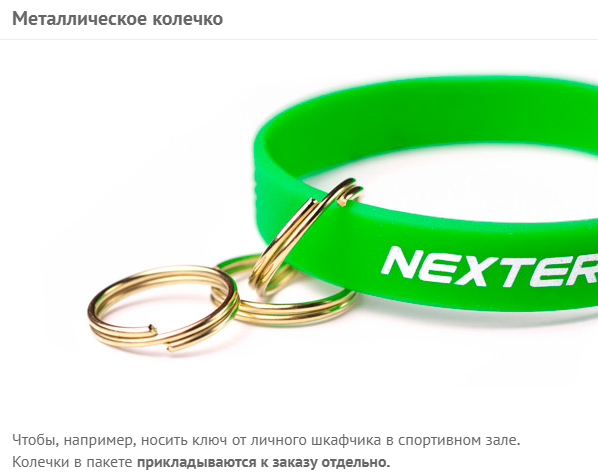 Металлическое колечко
NEXTER
Чтобы, например, носить ключ от личного шкафчика в спортивном зале.
Колечки в пакете прикладываются к заказу отдельно.